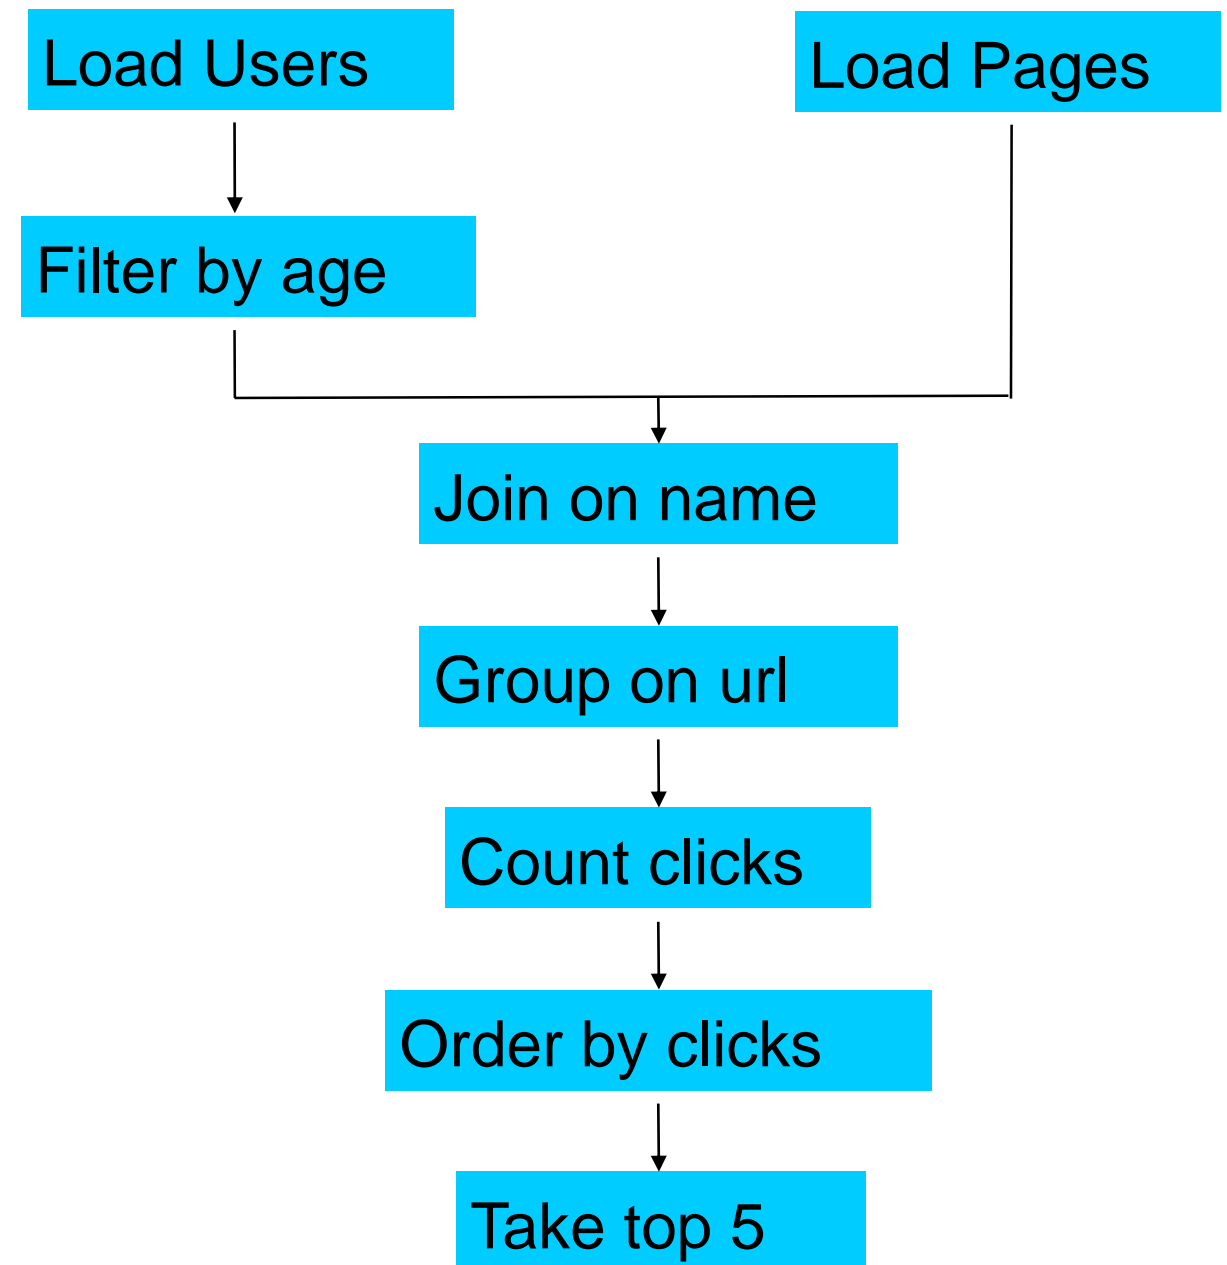 Load Users
Load Pages
Filter by age
Join on name
Group on url
Count clicks
Order by clicks
Take top 5